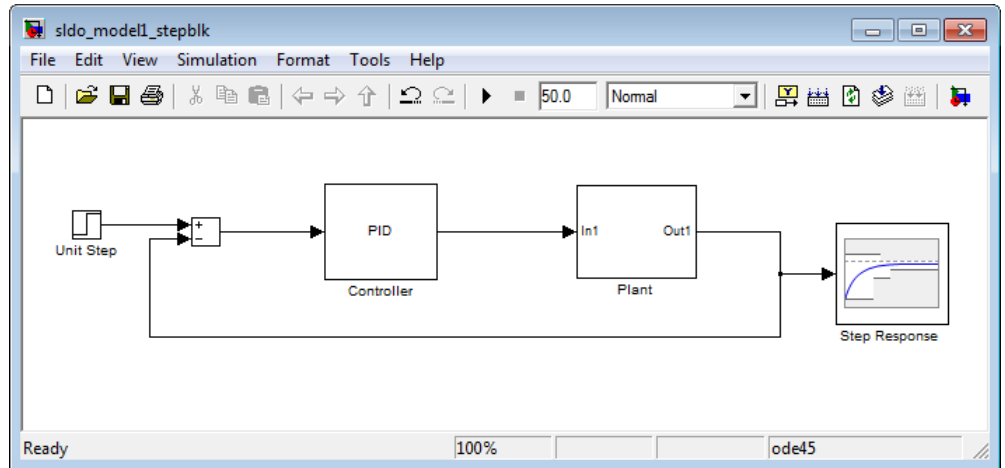 sldo_model1_stepblk
File Edit View Simulation Format Tools Help
50.0 Normal
Unit Step
+
−
PID
Controller
In1 Out1
Plant
Step Response
Ready 100% ode45